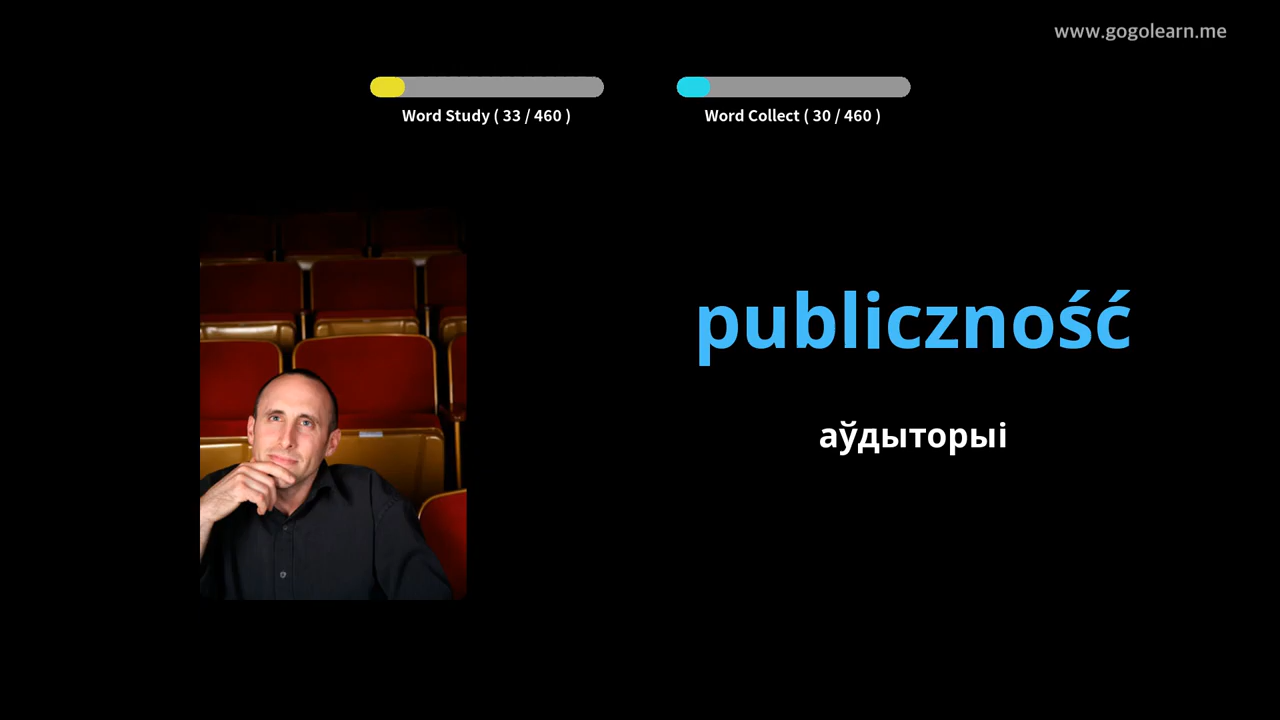 www.gogolearn.me
Word Study ( 33 / 460 )
Word Collect ( 30 / 460 )
publiczność
аўдыторыі